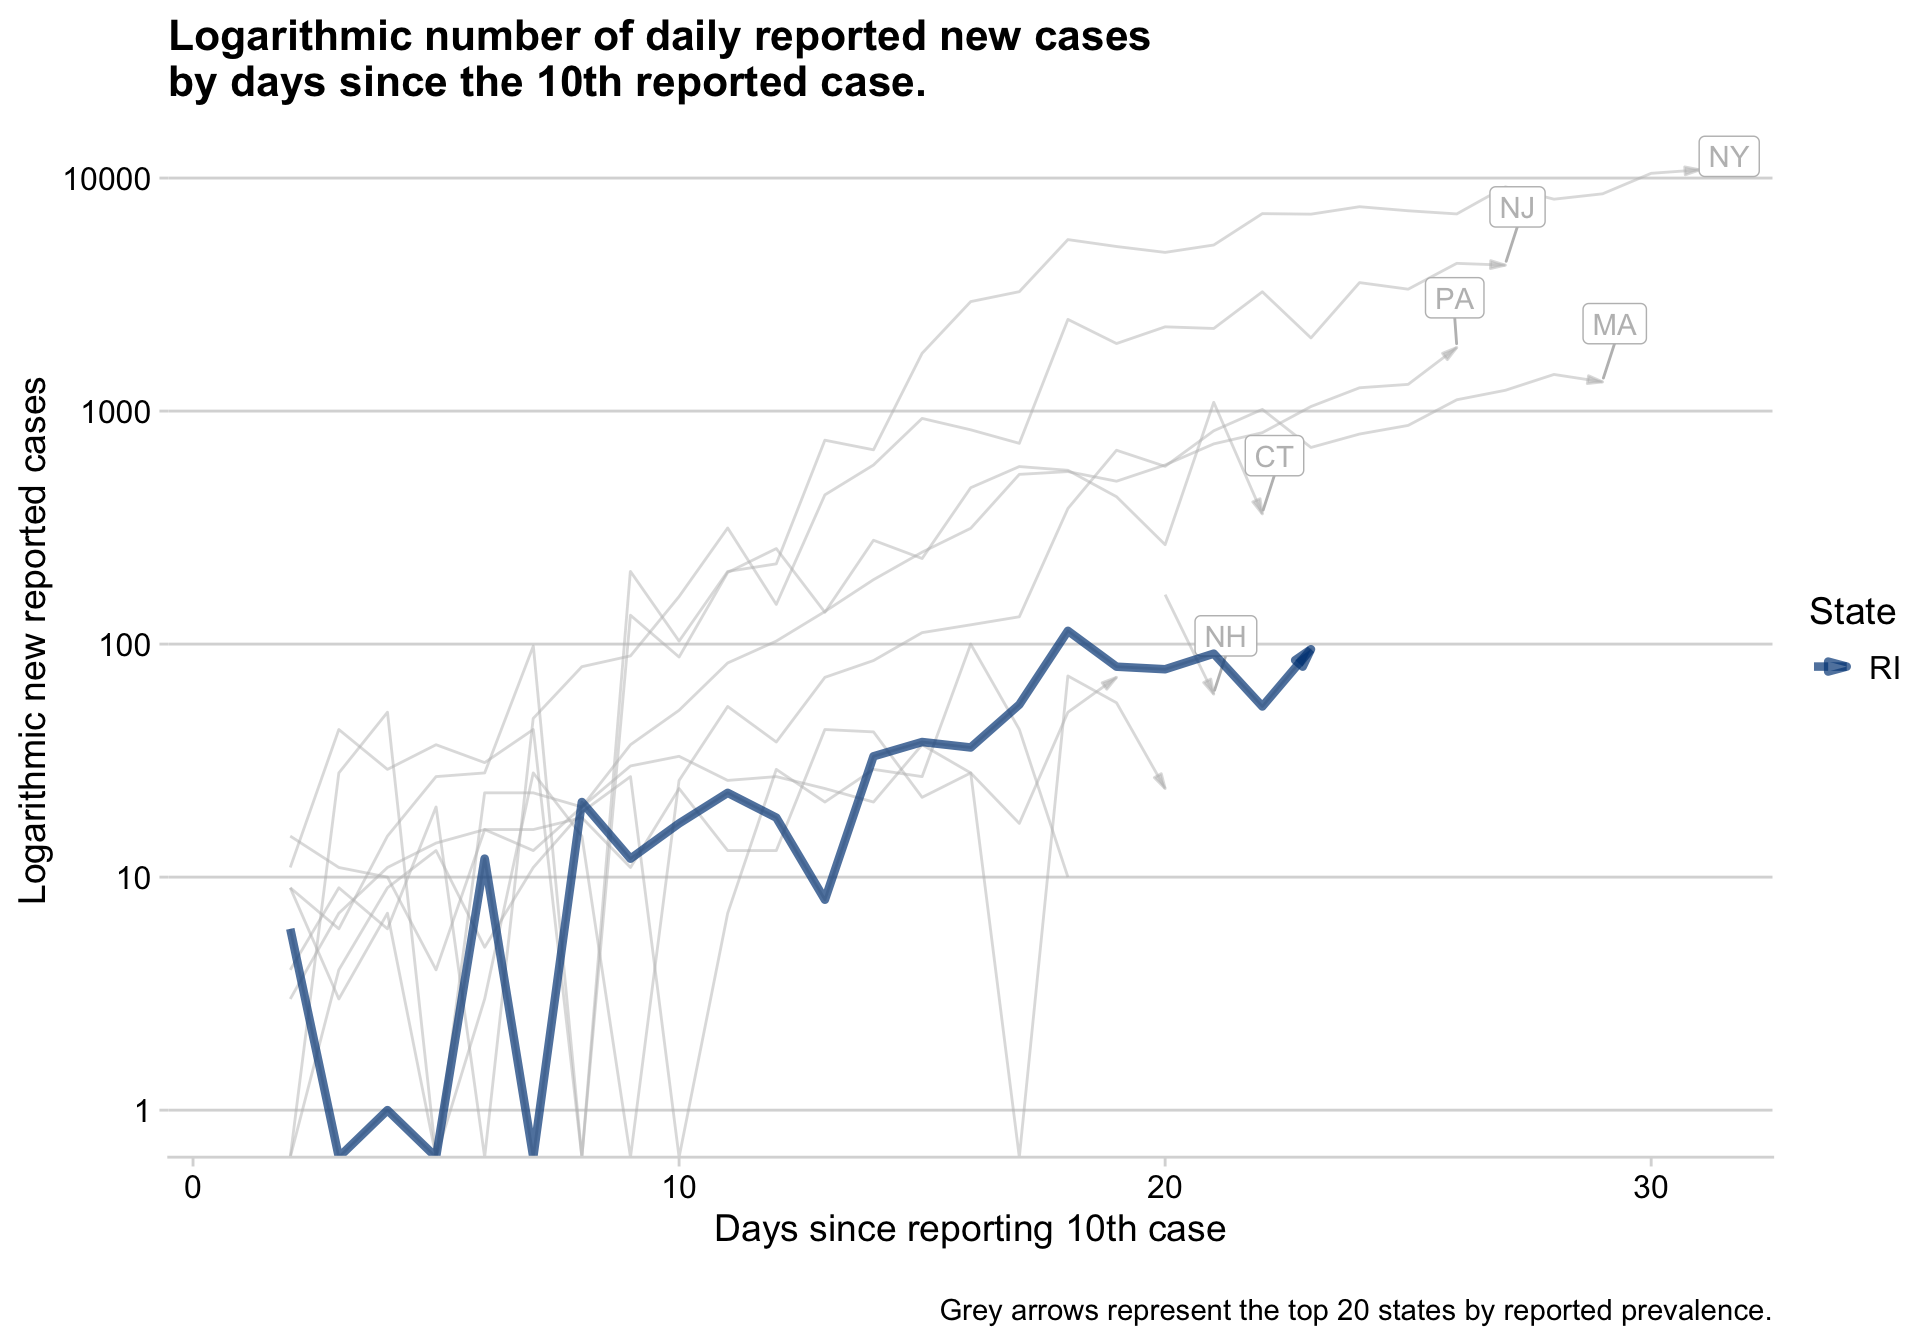 Logarithmic number of daily reported new cases
by days since the 10th reported case.
Logarithmic new reported cases
10000
1000
100
10
1
NY
NJ
PA
MA
CT
NH
State
RI
0
10
20
30
Days since reporting 10th case
Grey arrows represent the top 20 states by reported prevalence.